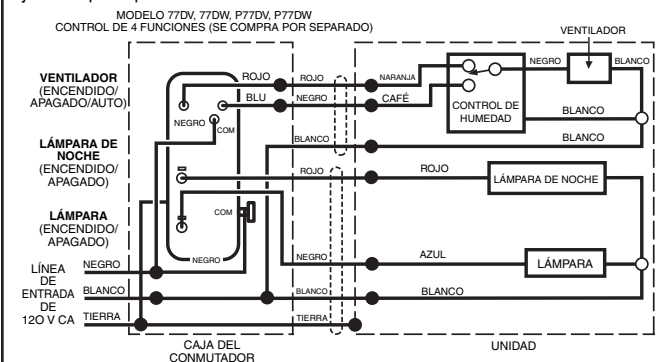 MODELO 77DV, 77DW, P77DV, P77DW
CONTROL DE 4 FUNCIONES (SE COMPRA POR SEPARADO)
VENTILADOR
VENTILADOR
(ENCENDIDO/
APAGADO/AUTO)
ROJO
ROJO
NARANJA
NEGRO
BLANCO
BLU
NEGRO
CAFÉ
CONTROL DE
HUMEDAD
NEGRO
COM
BLANCO
BLANCO
BLANCO
LÁMPARA DE
NOCHE
(ENCENDIDO/
APAGADO)
ROJO
ROJO
LÁMPARA DE NOCHE
LÁMPARA
(ENCENDIDO/
APAGADO)
COM
NEGRO
NEGRO
AZUL
LÁMPARA
LÍNEA
DE
ENTRADA
DE
120 V CA
NEGRO
BLANCO
BLANCO
BLANCO
TIERRA
TIERRA
CAJA DEL
CONMUTADOR
UNIDAD